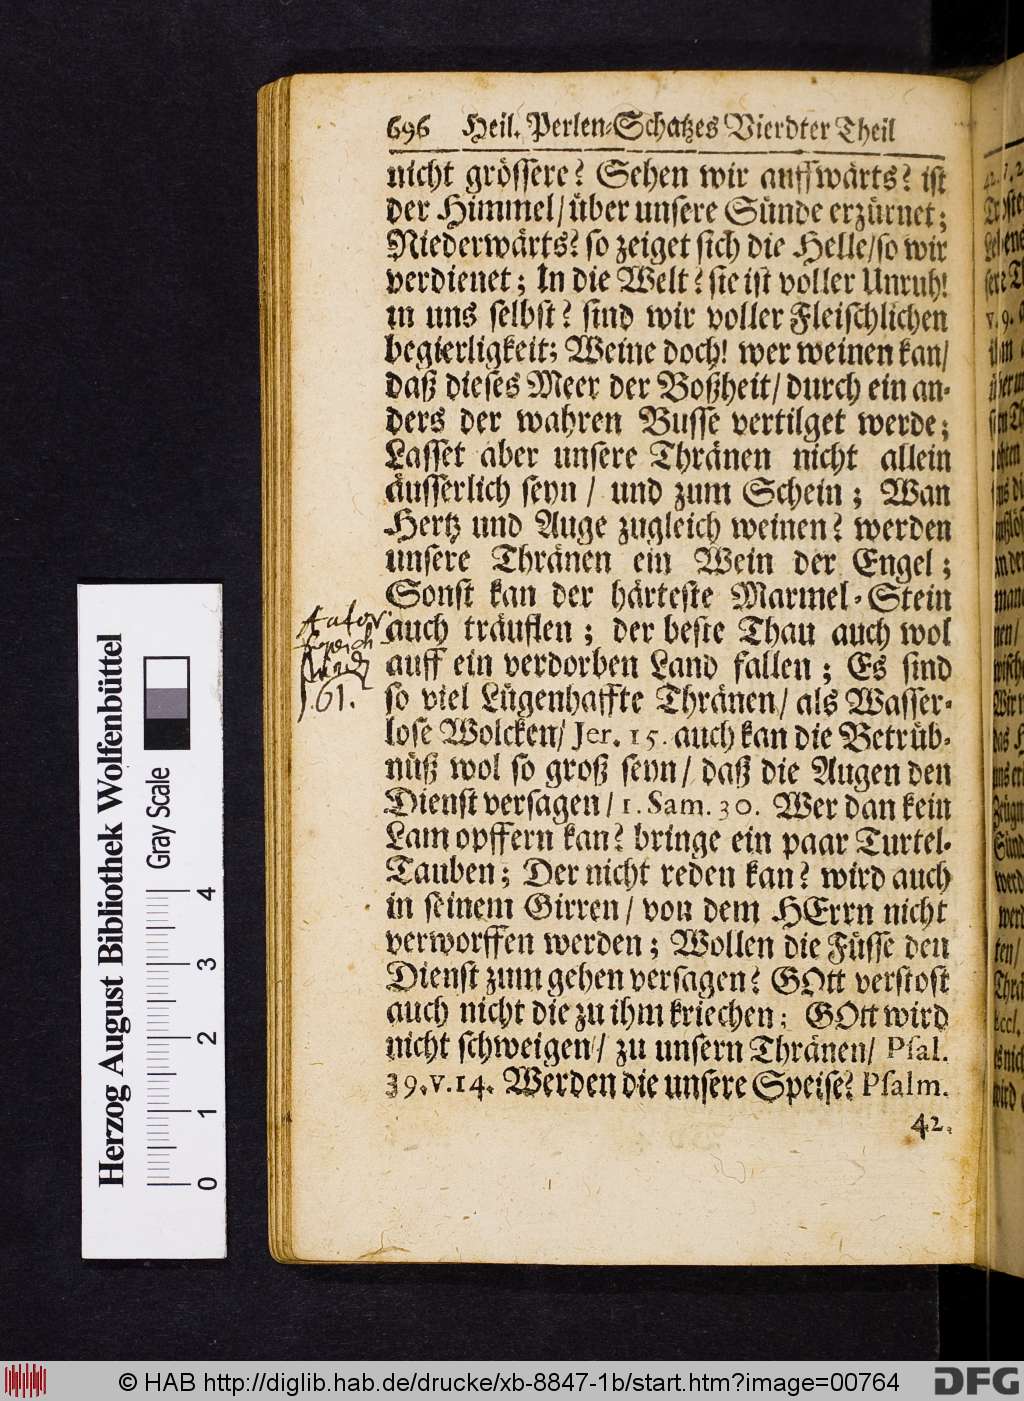 696 Heil. Perlen-Schatzes Vierdter Theil
nicht grössere? Sehen wir auffwärts? ist
der Himmel/ über unsere Sünde erzürnet;
Niederwärts? so zeiget sich die Helle/ so wir
verdienet; In die Welt? sie ist voller Unruh!
in uns selbst? sind wir voller Fleischlichen
begierligkeit; Weine doch! wer weinen kan/
daß dieses Meer der Boßheit/ durch ein an-
ders der wahren Busse vertilget werde;
Lasset aber unsere Thränen nicht allein
äusserlich seyn/ und zum Schein; Wan
Hertz und Auge zugleich weinen? werden
unsere Thränen ein Wein der Engel;
Sonst kan der härteste Marmel-Stein
auch träuflen; der beste Thau auch wol
auff ein verdorben Land fallen; Es sind
so viel Lügenhaffte Thränen/ als Wasser-
lose Wolcken/ Jer. 15. auch kan die Betrüb-
nüß wol so groß seyn/ daß die Augen den
Dienst versagen/ 1. Sam. 30. Wer dan kein
Lam opffern kan? bringe ein paar Turtel-
Tauben; Der nicht reden kan? wird auch
in seinem Girren/ von dem HErrn nicht
verworffen werden; Wollen die Füsse den
Dienst zum gehen versagen? GOtt verstost
auch nicht die zu ihm kriechen; GOtt wird
nicht schweigen/ zu unsern Thränen/ Psal.
39. v. 14. Werden die unsere Speise? Psalm.
42.
61.
Herzog August Bibliothek Wolfenbüttel
Gray Scale
0 1 2 3 4
© HAB http://diglib.hab.de/drucke/xb-8847-1b/start.htm?image=00764
DFG